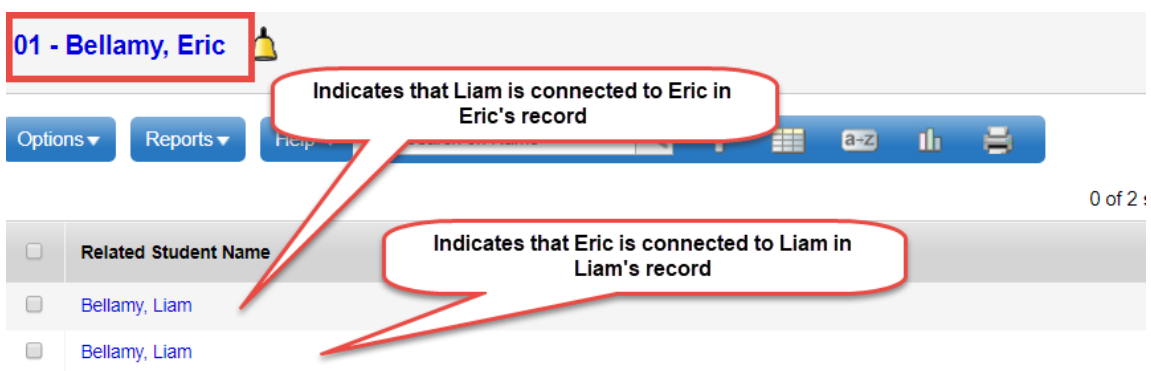 01 - Bellamy, Eric
Indicates that Liam is connected to Eric in
Eric's record
Options Reports Help
a-z
0 of 2
Related Student Name
Indicates that Eric is connected to Liam in
Liam's record
Bellamy, Liam
Bellamy, Liam